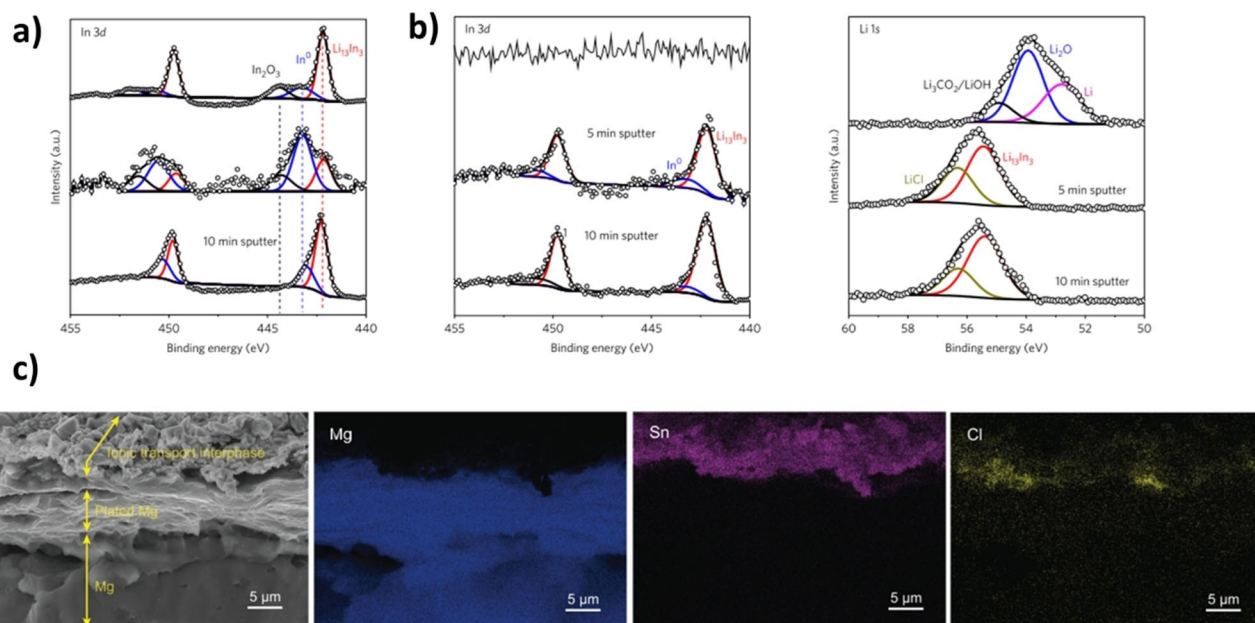 a)
In 3d
In₂O₃
In⁰
Li₁₃In₃
10 min sputter
455
450
445
440
Binding energy (eV)
Intensity (a.u.)
b)
In 3d
5 min sputter
Li₁₃In₃
In⁰
10 min sputter
1
455
450
445
440
Binding energy (eV)
Li 1s
Li₂O
Li₃CO₂/LiOH
Li
Li₁₃In₃
LiCl
5 min sputter
10 min sputter
60
58
56
54
52
50
Binding energy (eV)
Intensity (a.u.)
c)
Ionic transport interphase
Plated Mg
Mg
5 µm
Mg
5 µm
Sn
5 µm
Cl
5 µm